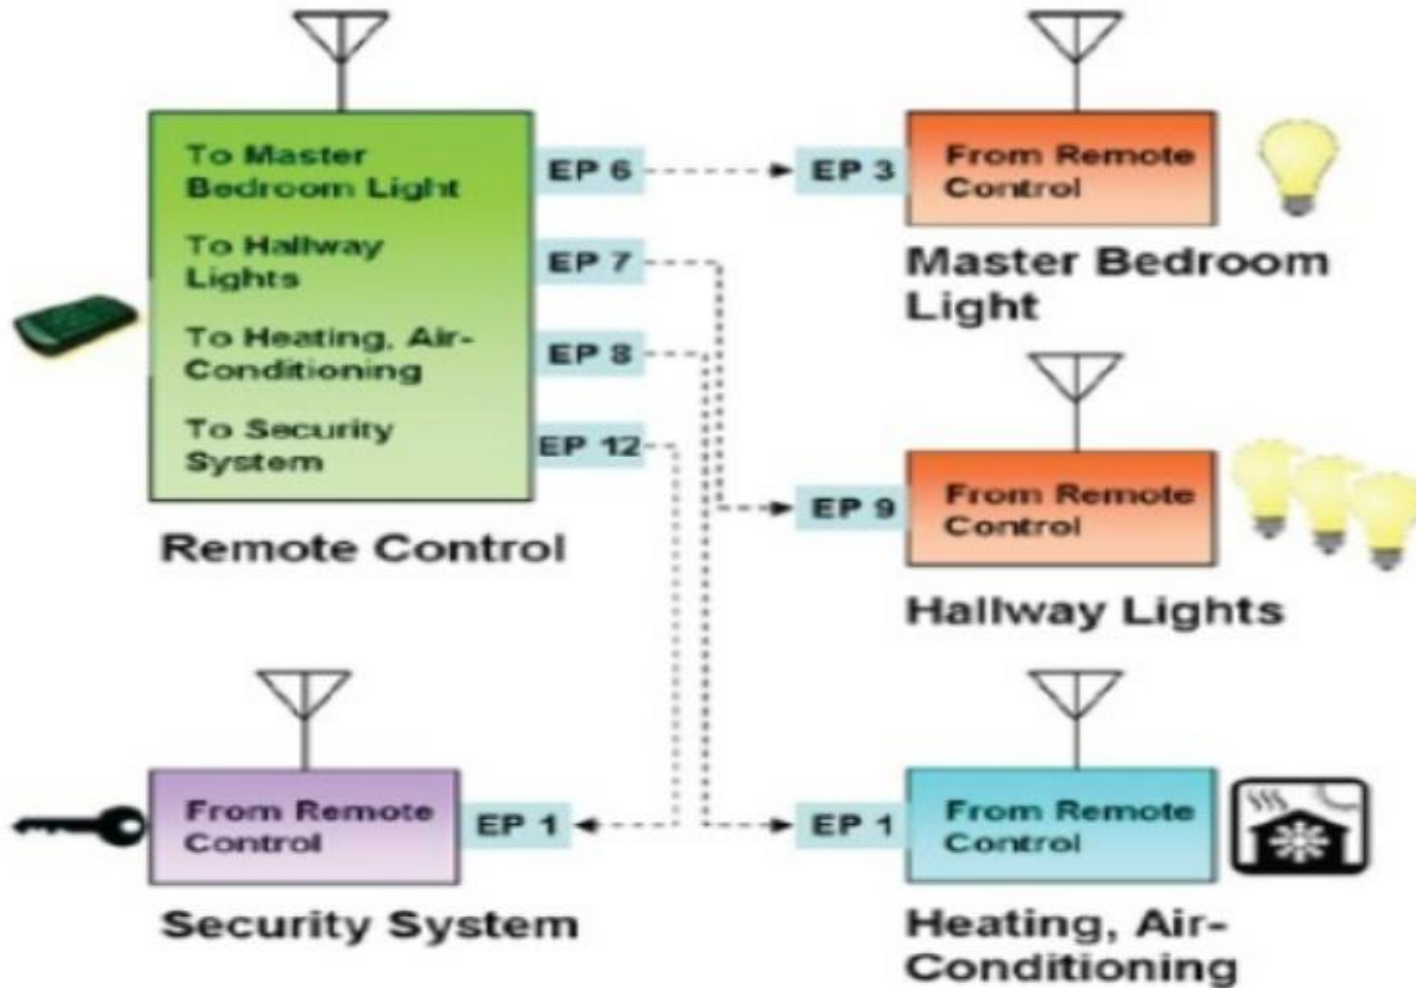 To Master
Bedroom Light
EP 6
To Hallway
Lights
EP 7
To Heating, Air-
Conditioning
EP 8
To Security
System
EP 12
Remote Control
EP 3
From Remote
Control
Master Bedroom
Light
EP 9
From Remote
Control
Hallway Lights
From Remote
Control
EP 1
Security System
EP 1
From Remote
Control
Heating, Air-
Conditioning